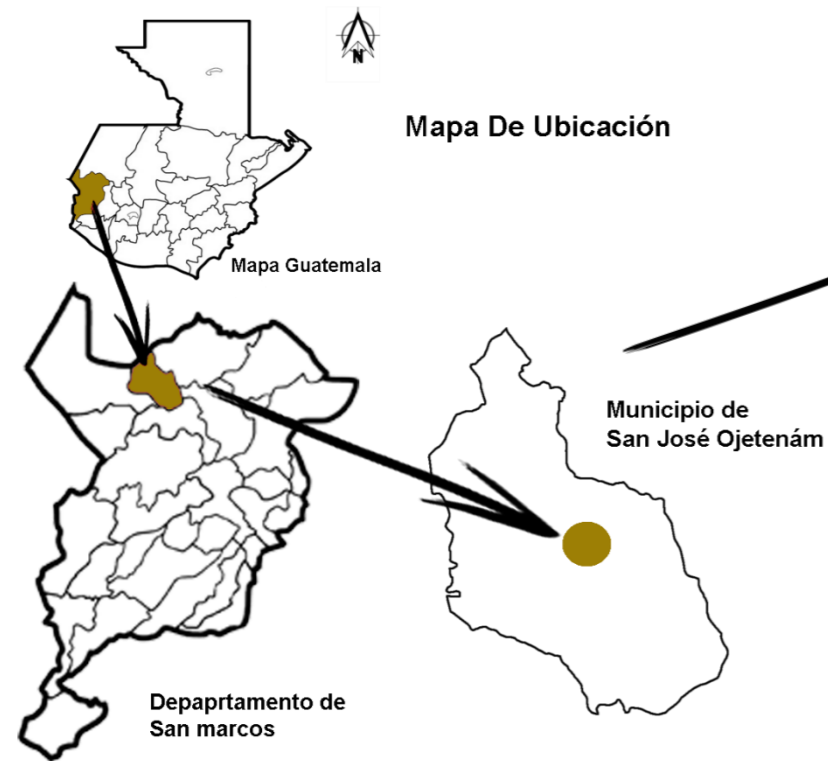 N
Mapa De Ubicación
Mapa Guatemala
Municipio de
San José Ojetenám
Depaprtamento de
San marcos